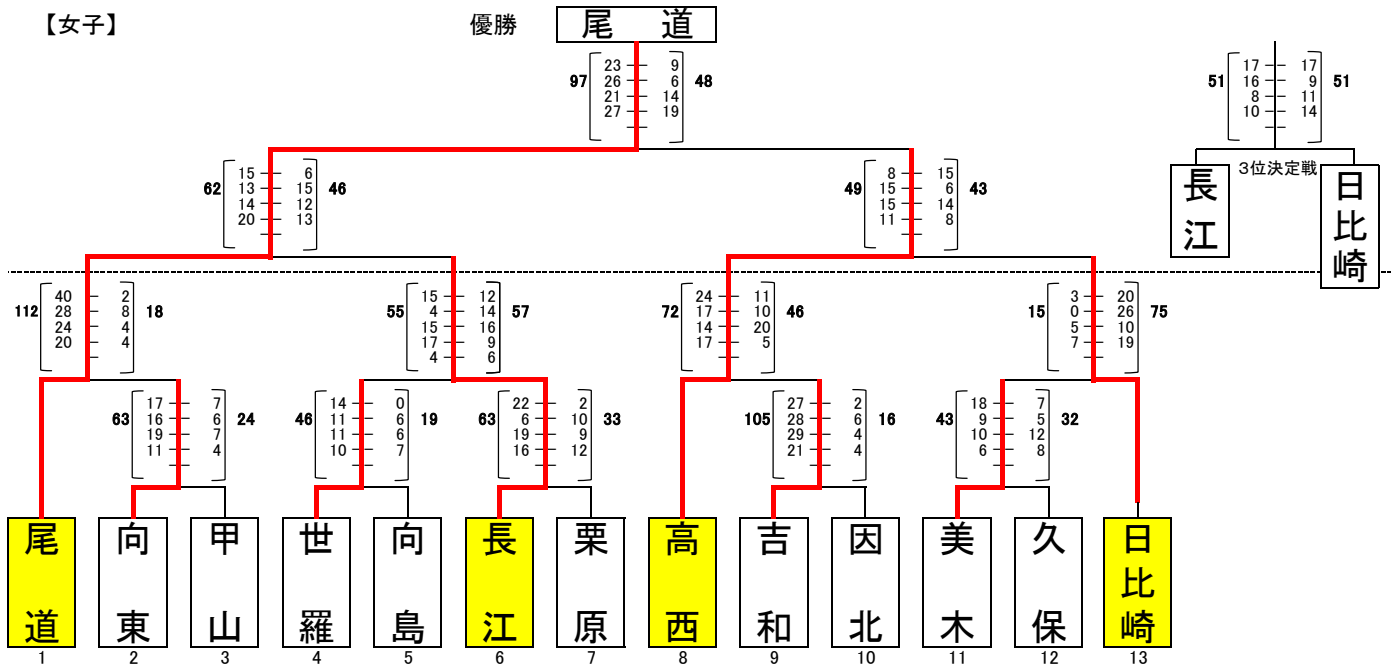 【女子】 優勝 尾 道
97 23 9 48
26 6
21 14
27 19
51 17 17 51
16 9
8 11
10 14
3位決定戦
長江
日比崎
62 15 6 46
13 15
14 12
20 13
49 8 15 43
15 6
15 14
11 8
112 40 2 18
28 8
24 4
20 4
55 15 12 57
4 14
15 16
17 9
4 6
72 24 11 46
17 10
14 20
17 5
15 3 20 75
0 26
5 10
7 19
63 17 7 24
16 6
19 7
11 4
46 14 0 19
11 6
11 6
10 7
63 22 2 33
6 10
19 9
16 12
105 27 2 16
28 6
29 4
21 4
43 18 7 32
9 5
10 12
6 8
尾道
向東
甲山
世羅
向島
長江
栗原
高西
吉和
因北
美木
久保
日比崎
1 2 3 4 5 6 7 8 9 10 11 12 13